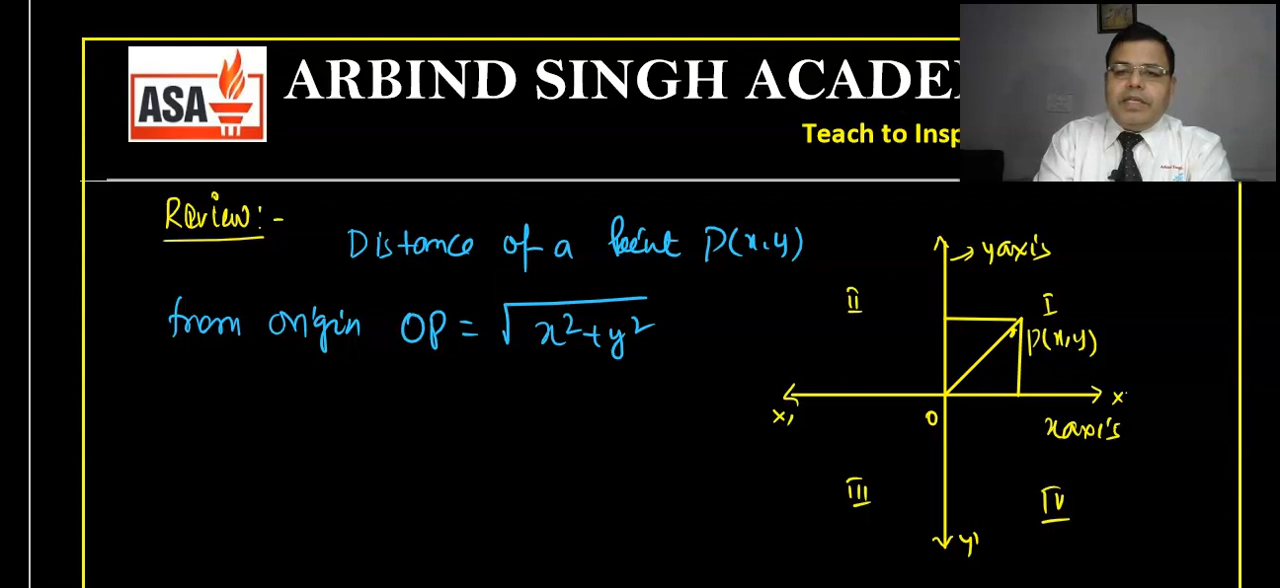 ASA
ARBIND SINGH ACADE
Teach to Insp
Review:-
Distance of a Point P(x,y)
from origin OP = √x²+y²
y axis
II
I
P(x,y)
x'
O
x
x axis
III
IV
y'